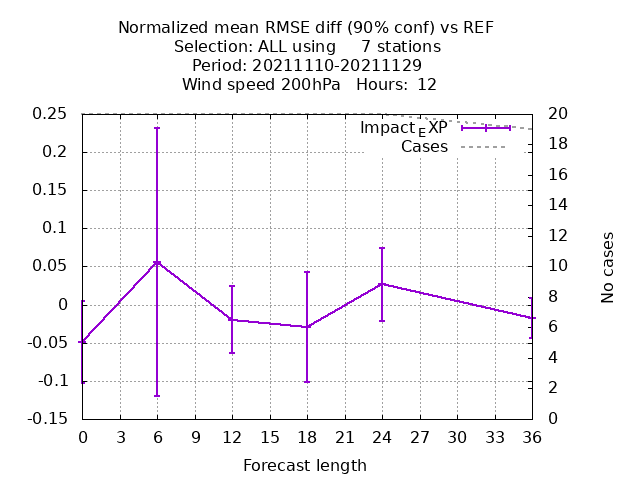 Normalized mean RMSE diff (90% conf) vs REF
Selection: ALL using 7 stations
Period: 20211110-20211129
Wind speed 200hPa Hours: 12
Impact_EXP
Cases
0.25
0.2
0.15
0.1
0.05
0
-0.05
-0.1
-0.15
20
18
16
14
12
10
8
6
4
2
0
No cases
0 3 6 9 12 15 18 21 24 27 30 33 36
Forecast length